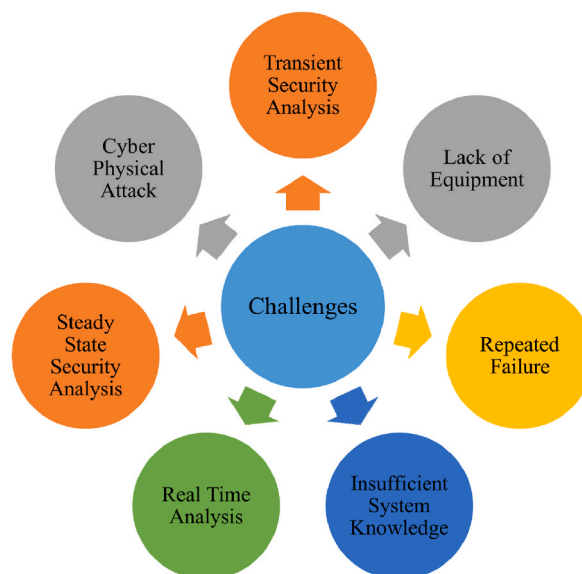 Transient
Security
Analysis
Cyber
Physical
Attack
Lack of
Equipment
Challenges
Steady
State
Security
Analysis
Repeated
Failure
Real Time
Analysis
Insufficient
System
Knowledge